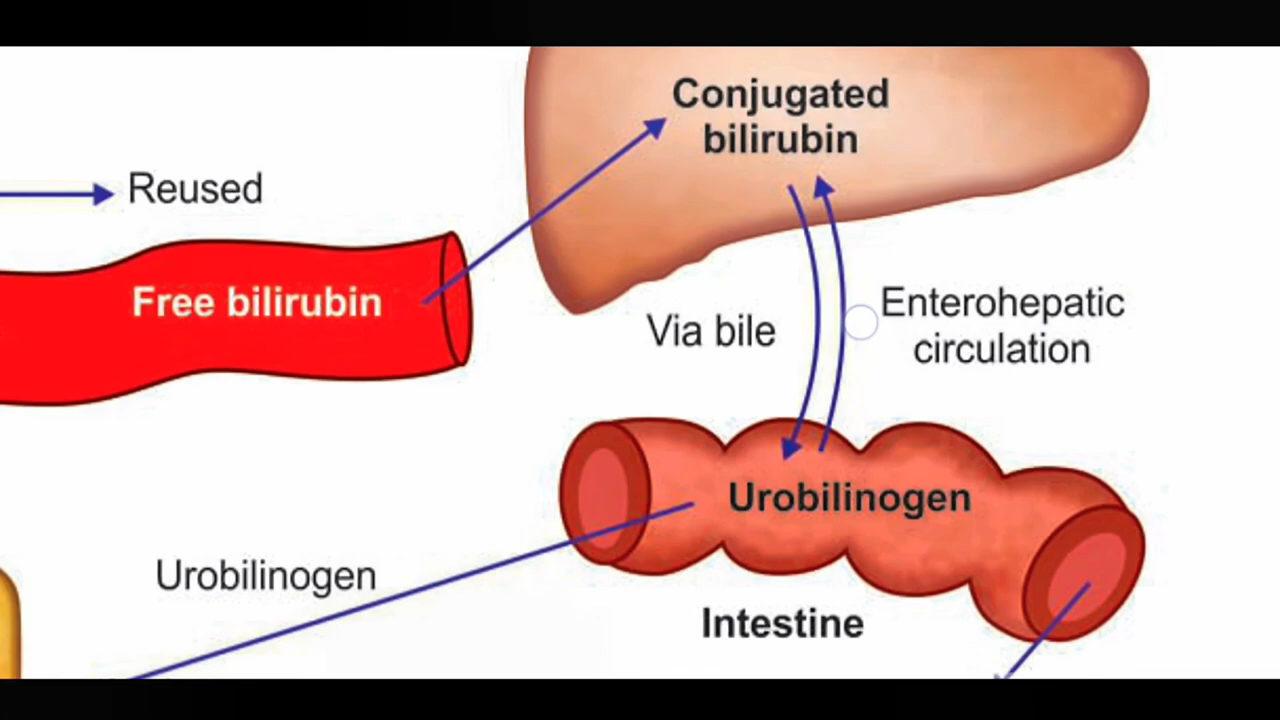 Conjugated
bilirubin
Reused
Free bilirubin
Via bile
Enterohepatic
circulation
Urobilinogen
Urobilinogen
Intestine